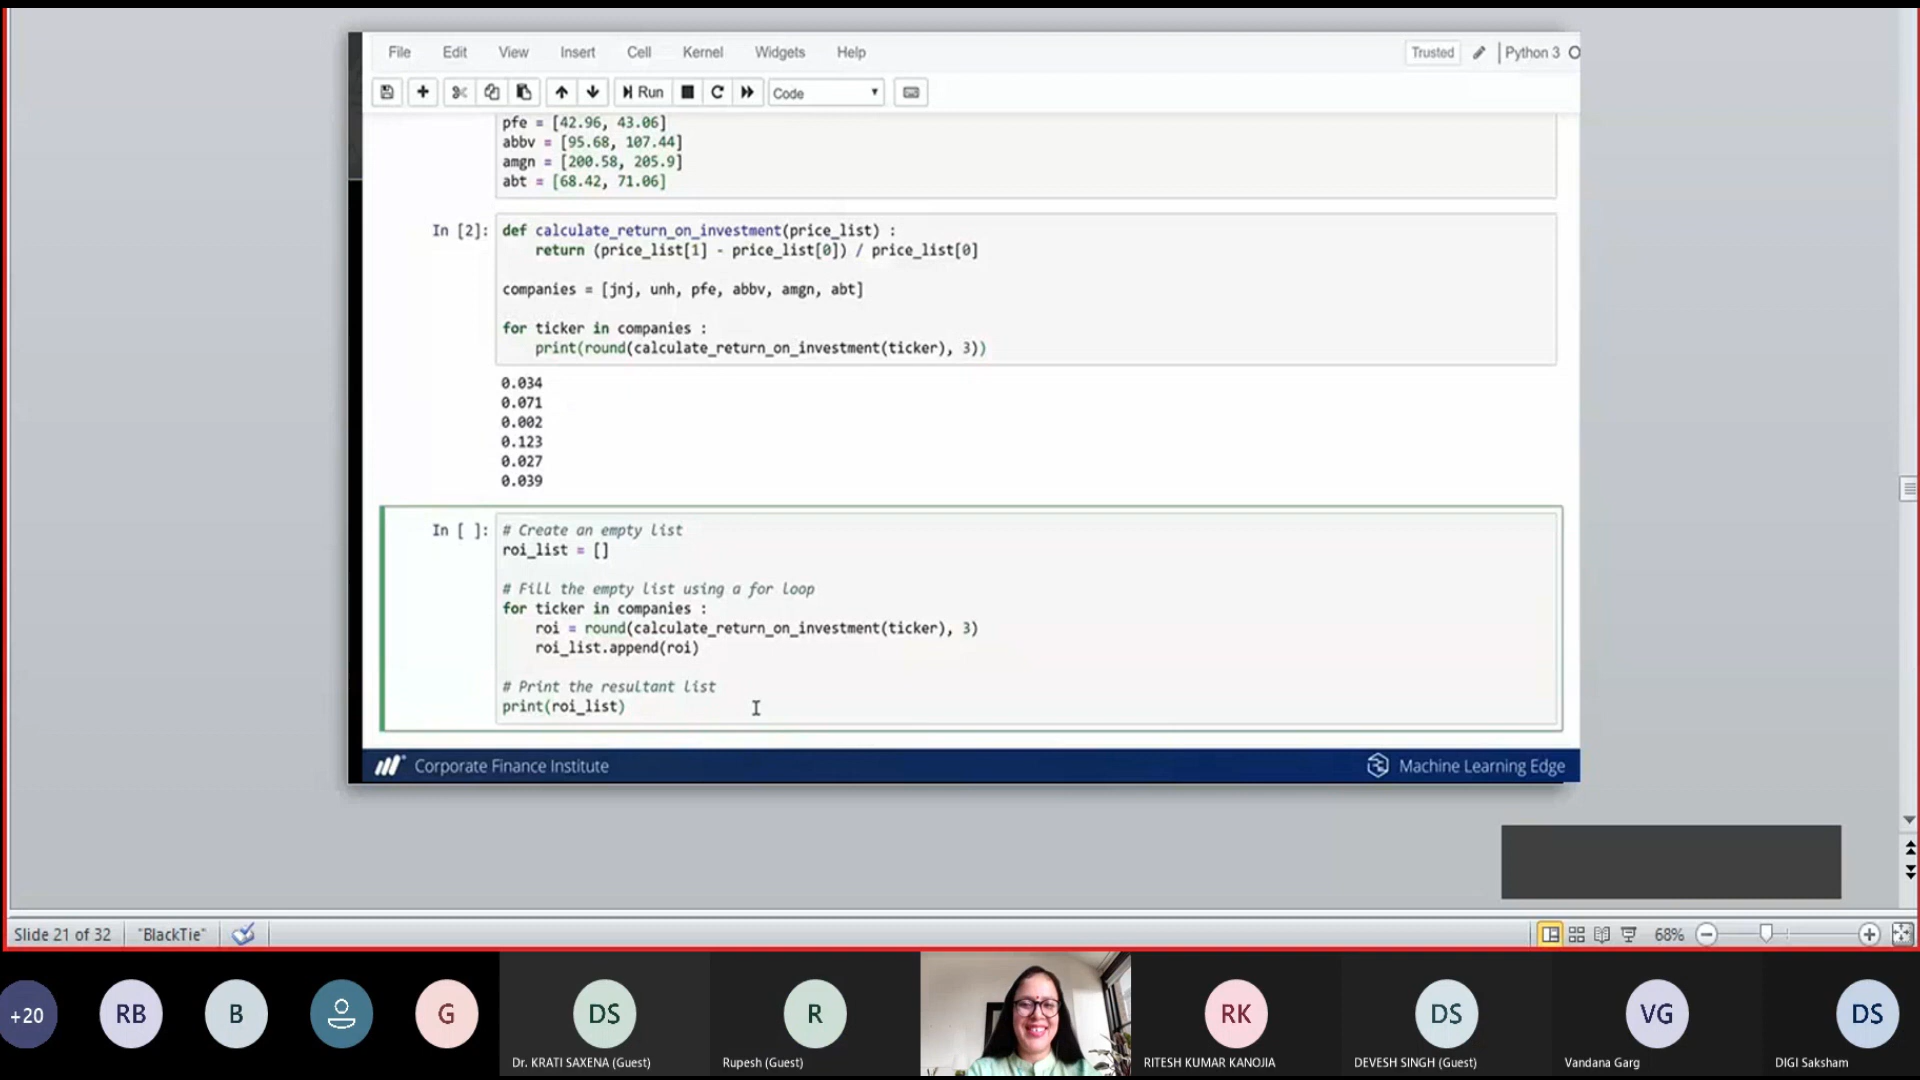 File Edit View Insert Cell Kernel Widgets Help Trusted Python 3
Run Code
pfe = [42.96, 43.06]
abbv = [95.68, 107.44]
amgn = [200.58, 205.9]
abt = [68.42, 71.06]
In [2]: def calculate_return_on_investment(price_list) :
return (price_list[1] - price_list[0]) / price_list[0]
companies = [jnj, unh, pfe, abbv, amgn, abt]
for ticker in companies :
print(round(calculate_return_on_investment(ticker), 3))
0.034
0.071
0.002
0.123
0.027
0.039
In [ ]: # Create an empty list
roi_list = []
# Fill the empty list using a for loop
for ticker in companies :
roi = round(calculate_return_on_investment(ticker), 3)
roi_list.append(roi)
# Print the resultant list
print(roi_list)
Corporate Finance Institute Machine Learning Edge
Slide 21 of 32 "BlackTie" 68%
+20 RB B G DS R RK DS VG DS
Dr. KRATI SAXENA (Guest) Rupesh (Guest) RITESH KUMAR KANOJIA DEVESH SINGH (Guest) Vandana Garg DIGI Saksham